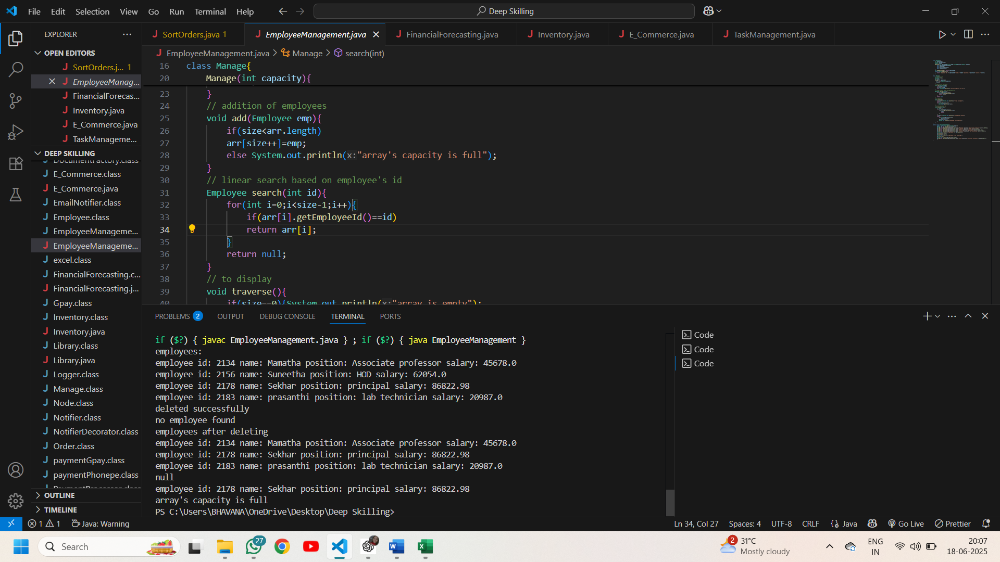 File Edit Selection View Go Run Terminal Help
Deep Skilling
EXPLORER
OPEN EDITORS
SortOrders.j... 1
EmployeeManag...
FinancialForecas...
Inventory.java
E_Commerce.java
TaskManageme...
DEEP SKILLING
DocumentFactory.class
E_Commerce.class
E_Commerce.java
EmailNotifier.class
Employee.class
EmployeeManageme...
EmployeeManageme...
excel.class
FinancialForecasting.c...
FinancialForecasting.j...
Gpay.class
Inventory.class
Inventory.java
Library.class
Library.java
Logger.class
Manage.class
Node.class
Notifier.class
NotifierDecorator.class
Order.class
paymentGpay.class
paymentPhonepe.class
OUTLINE
TIMELINE
SortOrders.java 1 EmployeeManagement.java FinancialForecasting.java Inventory.java E_Commerce.java TaskManagement.java
EmployeeManagement.java > Manage > search(int)
16 class Manage{
20 Manage(int capacity){
23 }
24 // addition of employees
25 void add(Employee emp){
26 if(size<arr.length)
27 arr[size++]=emp;
28 else System.out.println(x:"array's capacity is full");
29 }
30 // linear search based on employee's id
31 Employee search(int id){
32 for(int i=0;i<size-1;i++){
33 if(arr[i].getEmployeeId()==id)
34 return arr[i];
35 }
36 return null;
37 }
38 // to display
39 void traverse(){
40 if(size==0){System.out.println(x:"array is empty");
PROBLEMS 2 OUTPUT DEBUG CONSOLE TERMINAL PORTS
if ($?) { javac EmployeeManagement.java } ; if ($?) { java EmployeeManagement }
employees:
employee id: 2134 name: Mamatha position: Associate professor salary: 45678.0
employee id: 2156 name: Suneetha position: HOD salary: 62054.0
employee id: 2178 name: Sekhar position: principal salary: 86822.98
employee id: 2183 name: prasanthi position: lab technician salary: 20987.0
deleted successfully
no employee found
employees after deleting
employee id: 2134 name: Mamatha position: Associate professor salary: 45678.0
employee id: 2178 name: Sekhar position: principal salary: 86822.98
employee id: 2183 name: prasanthi position: lab technician salary: 20987.0
null
employee id: 2178 name: Sekhar position: principal salary: 86822.98
array's capacity is full
PS C:\Users\BHAVANA\OneDrive\Desktop\Deep Skilling>
Code
Code
Code
1 1 Java: Warning
Ln 34, Col 27 Spaces: 4 UTF-8 CRLF Java Go Live Prettier
Search
27
2
31°C
Mostly cloudy
ENG
IN
20:07
18-06-2025